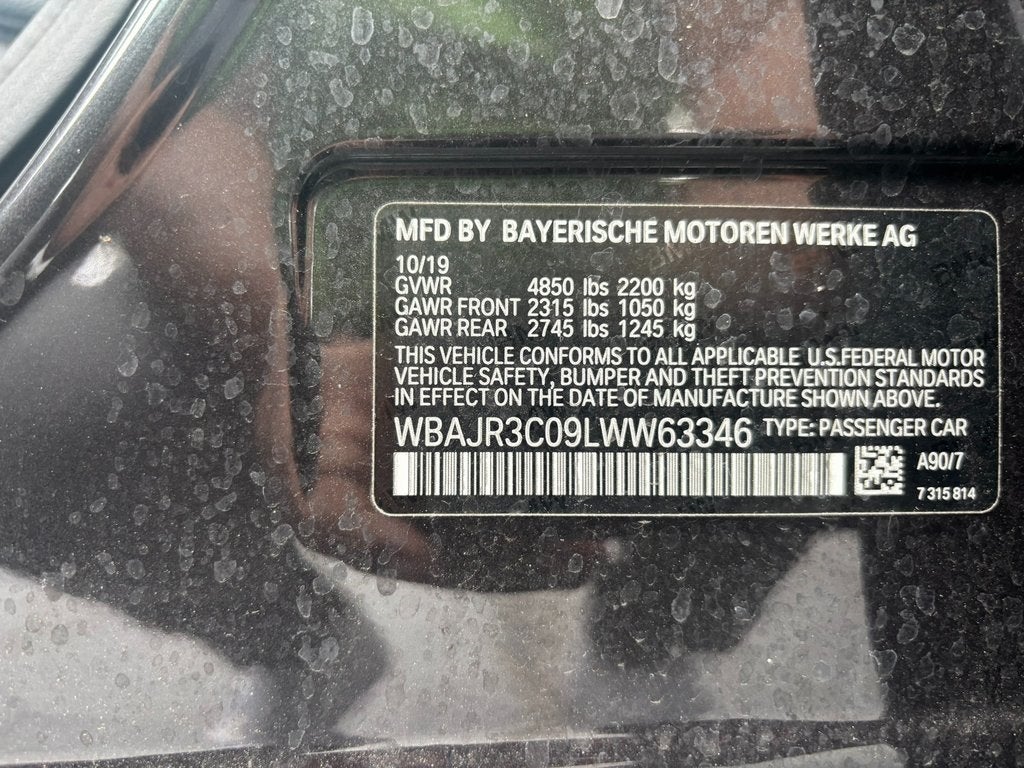 MFD BY BAYERISCHE MOTOREN WERKE AG
10/19
GVWR 4850 lbs 2200 kg
GAWR FRONT 2315 lbs 1050 kg
GAWR REAR 2745 lbs 1245 kg
THIS VEHICLE CONFORMS TO ALL APPLICABLE U.S.FEDERAL MOTOR
VEHICLE SAFETY, BUMPER AND THEFT PREVENTION STANDARDS
IN EFFECT ON THE DATE OF MANUFACTURE SHOWN ABOVE.
WBAJR3C09LWW63346 TYPE: PASSENGER CAR
A90/7
7 315 814